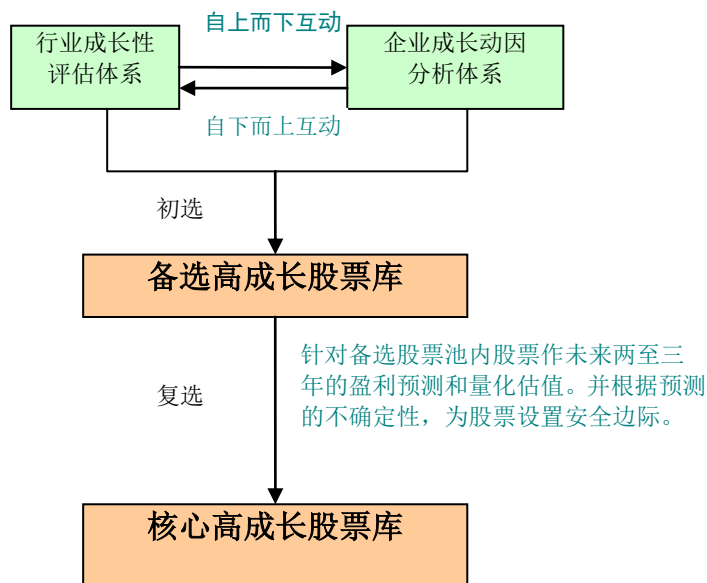 自上而下互动
行业成长性
评估体系
企业成长动因
分析体系
自下而上互动
初选
备选高成长股票库
针对备选股票池内股票作未来两至三
年的盈利预测和量化估值。并根据预测
的不确定性，为股票设置安全边际。
复选
核心高成长股票库